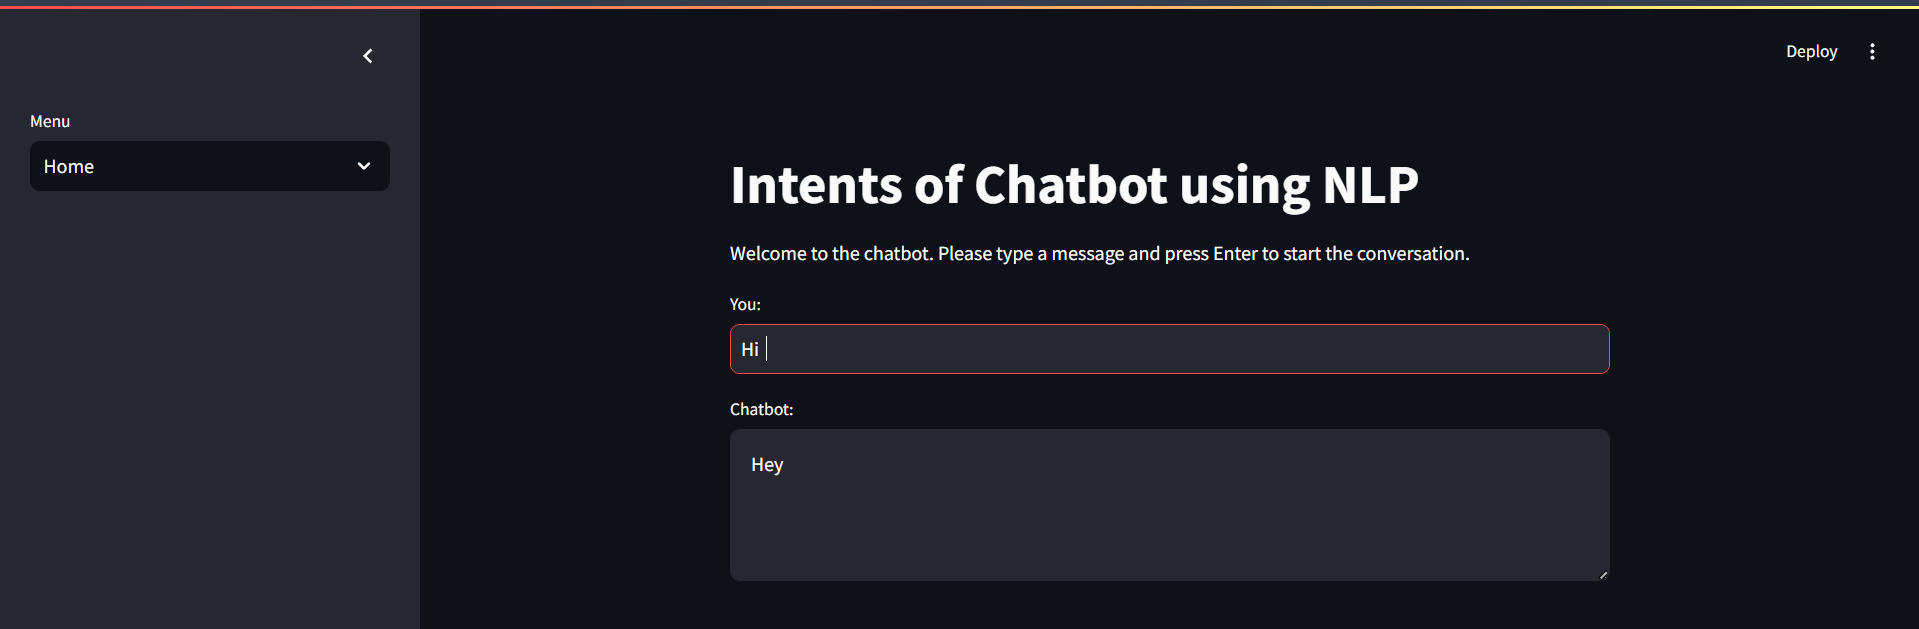 Deploy
Menu
Home
Intents of Chatbot using NLP
Welcome to the chatbot. Please type a message and press Enter to start the conversation.
You:
Hi
Chatbot:
Hey